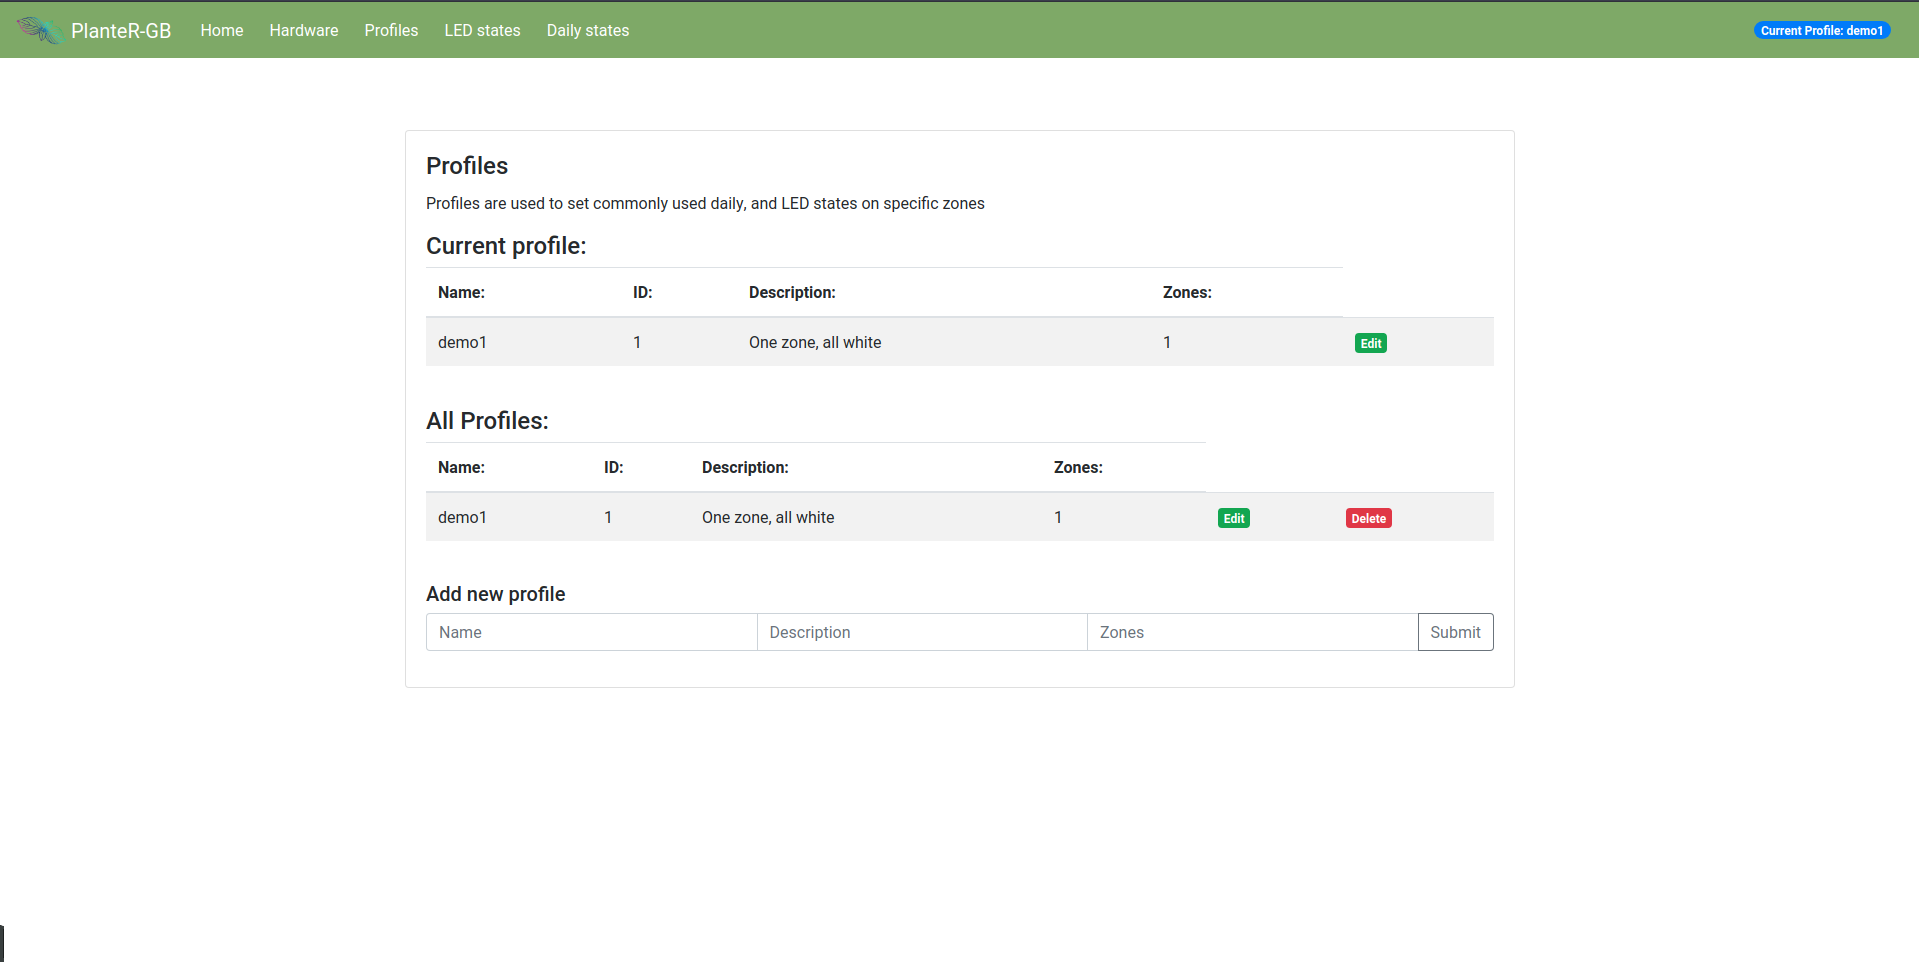 PlanteR-GB Home Hardware Profiles LED states Daily states Current Profile: demo1
Profiles
Profiles are used to set commonly used daily, and LED states on specific zones
Current profile:
Name: ID: Description: Zones:
demo1 1 One zone, all white 1 Edit
All Profiles:
Name: ID: Description: Zones:
demo1 1 One zone, all white 1 Edit Delete
Add new profile
Name Description Zones Submit